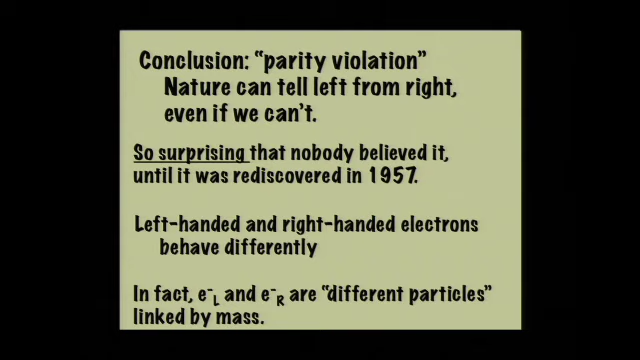 Conclusion: “parity violation”
Nature can tell left from right,
even if we can't.
So surprising that nobody believed it,
until it was rediscovered in 1957.
Left-handed and right-handed electrons
behave differently
In fact, e⁻L and e⁻R are “different particles”
linked by mass.